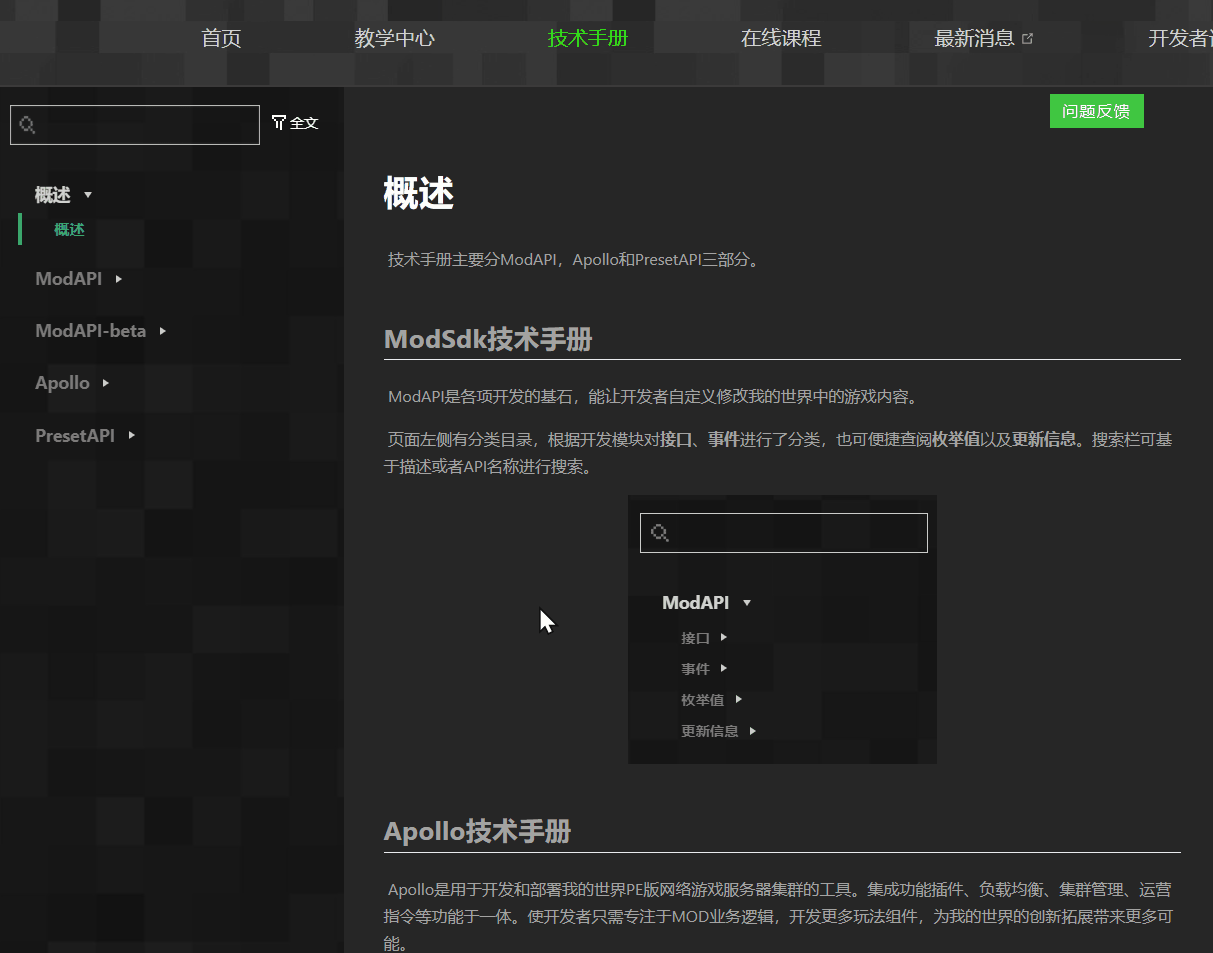 首页 教学中心 技术手册 在线课程 最新消息 开发者
全文
问题反馈
概述
概述
ModAPI
ModAPI-beta
Apollo
PresetAPI
概述
技术手册主要分ModAPI，Apollo和PresetAPI三部分。
ModSdk技术手册
ModAPI是各项开发的基石，能让开发者自定义修改我的世界中的游戏内容。
页面左侧有分类目录，根据开发模块对接口、事件进行了分类，也可便捷查阅枚举值以及更新信息。搜索栏可基
于描述或者API名称进行搜索。
ModAPI
接口
事件
枚举值
更新信息
Apollo技术手册
Apollo是用于开发和部署我的世界PE版网络游戏服务器集群的工具。集成功能插件、负载均衡、集群管理、运营
指令等功能于一体。使开发者只需专注于MOD业务逻辑，开发更多玩法组件，为我的世界的创新拓展带来更多可
能。